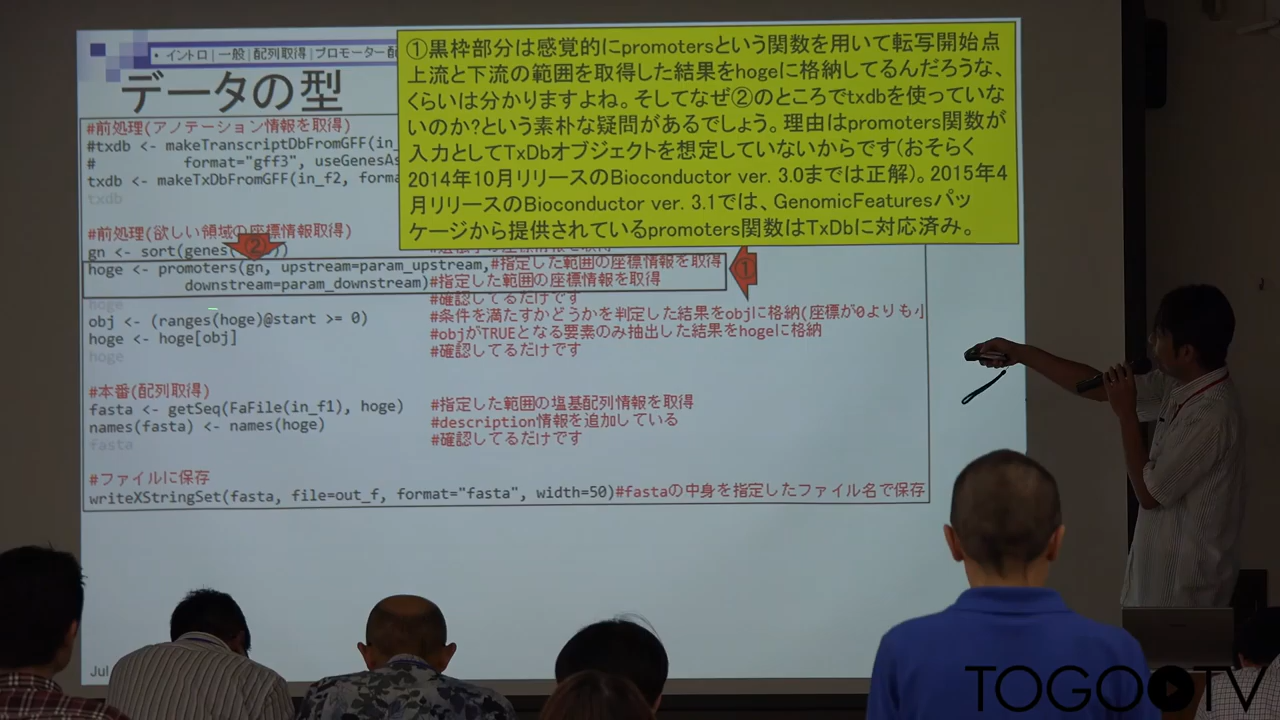 • イントロ | 一般 | 配列取得 | プロモーター配
データの型
①黒枠部分は感覚的にpromotersという関数を用いて転写開始点
上流と下流の範囲を取得した結果をhogeに格納してるんだろうな、
くらいは分かりますよね。そしてなぜ②のところでtxdbを使っていな
いのか?という素朴な疑問があるでしょう。理由はpromoters関数が
入力としてTxDbオブジェクトを想定していないからです(おそらく
2014年10月リリースのBioconductor ver. 3.0までは正解)。2015年4
月リリースのBioconductor ver. 3.1では、GenomicFeaturesパッ
ケージから提供されているpromoters関数はTxDbに対応済み。
#前処理(アノテーション情報を取得)
#txdb <- makeTranscriptDbFromGFF(in_
# format="gff3", useGenesAs
txdb <- makeTxDbFromGFF(in_f2, forma
txdb
#前処理(欲しい領域の座標情報取得)
②
gn <- sort(genes(
hoge <- promoters(gn, upstream=param_upstream,#指定した範囲の座標情報を取得
①
downstream=param_downstream)#指定した範囲の座標情報を取得
hoge #確認してるだけです
obj <- (ranges(hoge)@start >= 0) #条件を満たすかどうかを判定した結果をobjに格納(座標が0よりも小
hoge <- hoge[obj] #objがTRUEとなる要素のみ抽出した結果をhogeに格納
hoge #確認してるだけです
#本番(配列取得)
fasta <- getSeq(FaFile(in_f1), hoge) #指定した範囲の塩基配列情報を取得
names(fasta) <- names(hoge) #description情報を追加している
fasta #確認してるだけです
#ファイルに保存
writeXStringSet(fasta, file=out_f, format="fasta", width=50)#fastaの中身を指定したファイル名で保存
Jul
TOGOTV